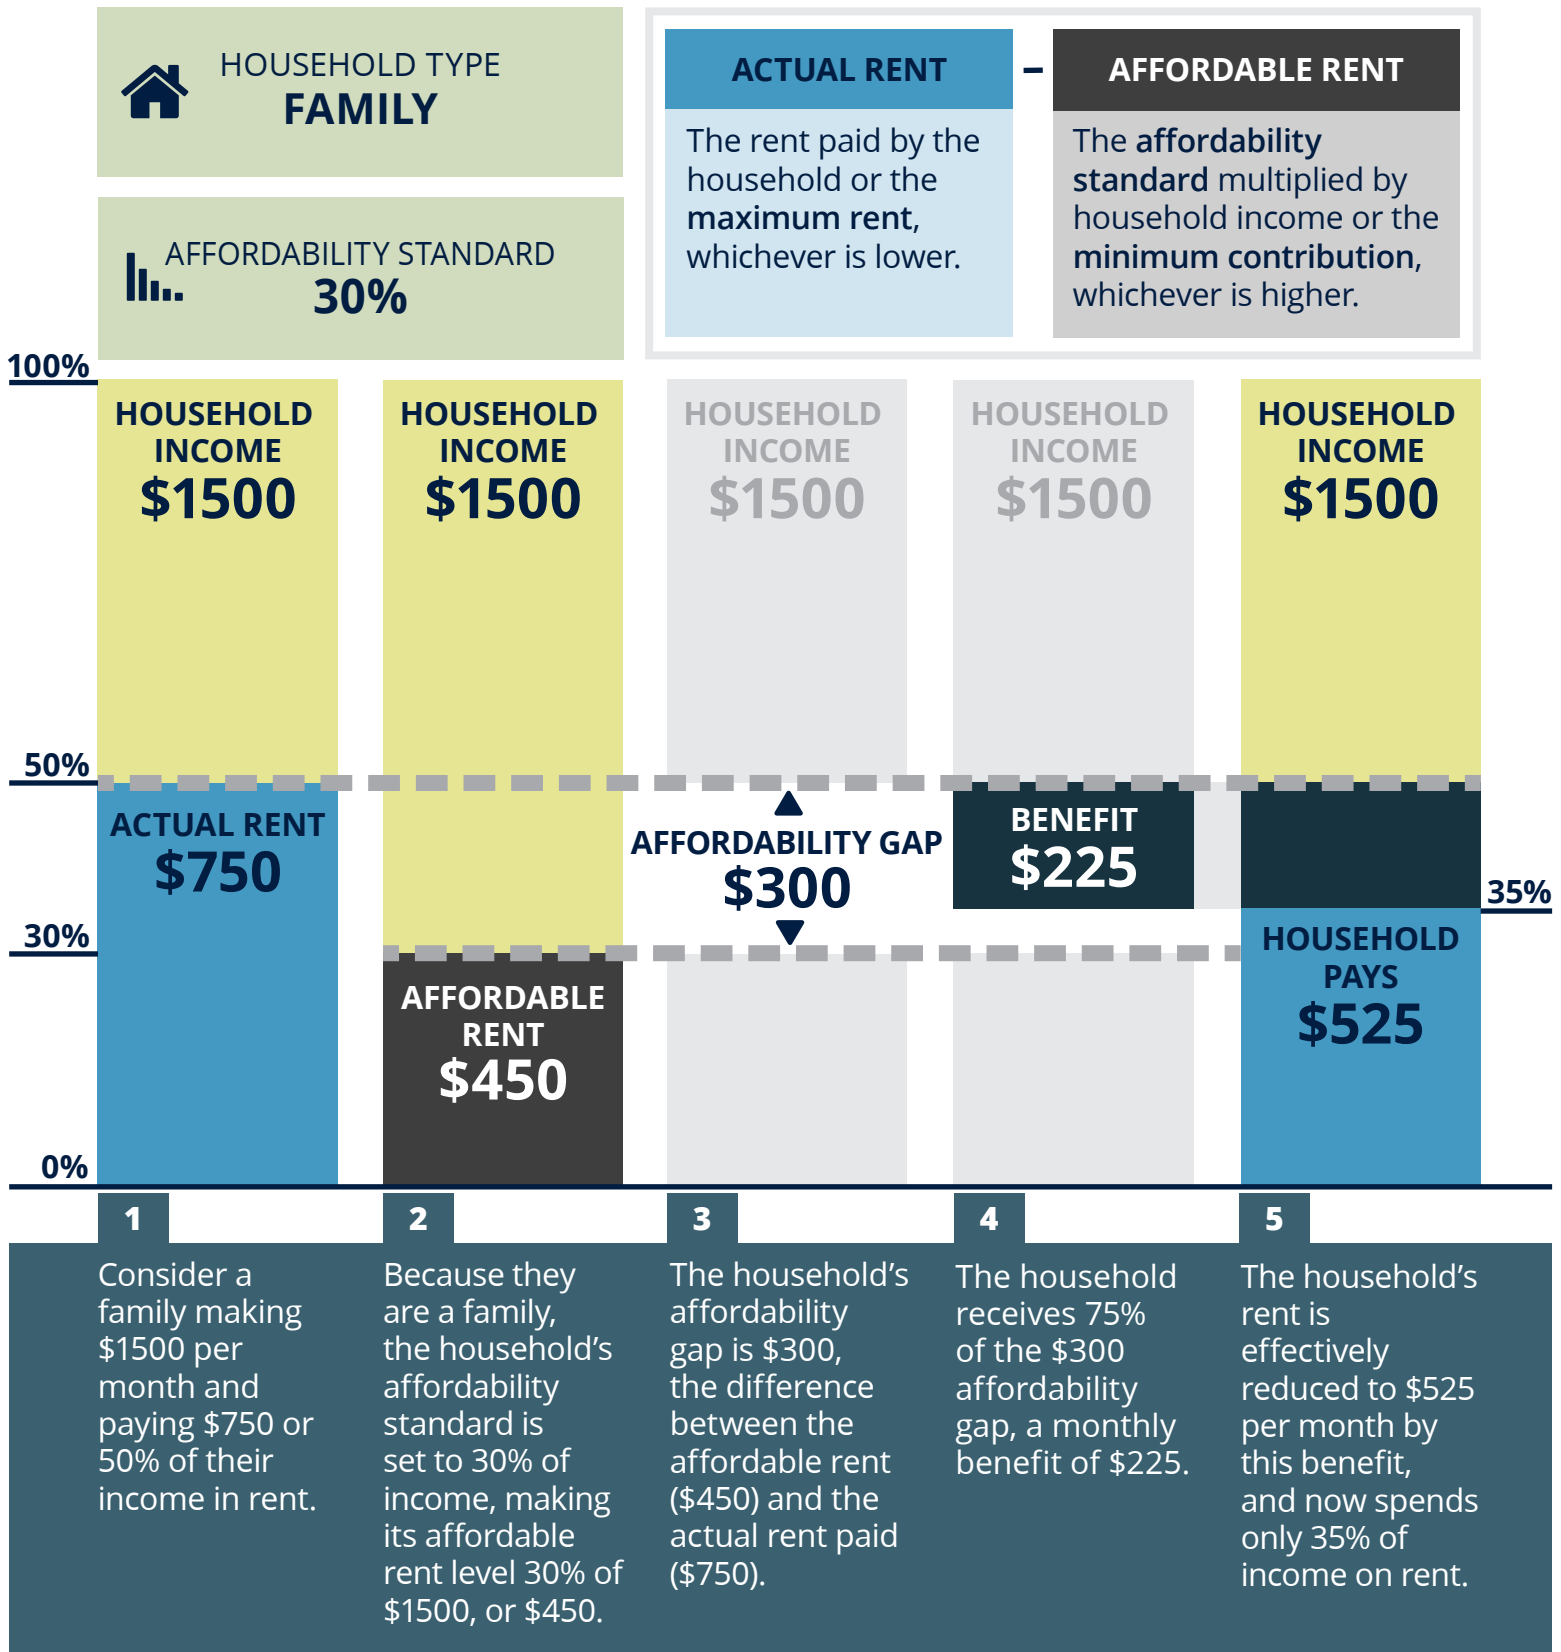 HOUSEHOLD TYPE
FAMILY
AFFORDABILITY STANDARD
30%
ACTUAL RENT
The rent paid by the
household or the
maximum rent,
whichever is lower.
–
AFFORDABLE RENT
The affordability
standard multiplied by
household income or the
minimum contribution,
whichever is higher.
100%
50%
30%
0%
35%
HOUSEHOLD
INCOME
$1500
ACTUAL RENT
$750
HOUSEHOLD
INCOME
$1500
AFFORDABLE
RENT
$450
HOUSEHOLD
INCOME
$1500
AFFORDABILITY GAP
$300
HOUSEHOLD
INCOME
$1500
BENEFIT
$225
HOUSEHOLD
INCOME
$1500
HOUSEHOLD
PAYS
$525
1
Consider a
family making
$1500 per
month and
paying $750 or
50% of their
income in rent.
2
Because they
are a family,
the household’s
affordability
standard is
set to 30% of
income, making
its affordable
rent level 30% of
$1500, or $450.
3
The household’s
affordability
gap is $300,
the difference
between the
affordable rent
($450) and the
actual rent paid
($750).
4
The household
receives 75%
of the $300
affordability
gap, a monthly
benefit of $225.
5
The household’s
rent is
effectively
reduced to $525
per month by
this benefit,
and now spends
only 35% of
income on rent.